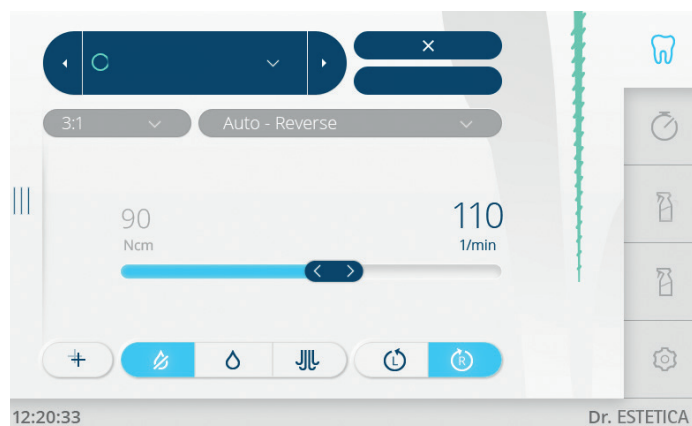 3:1 Auto - Reverse
90 110
Ncm 1/min
L R
12:20:33 Dr. ESTETICA